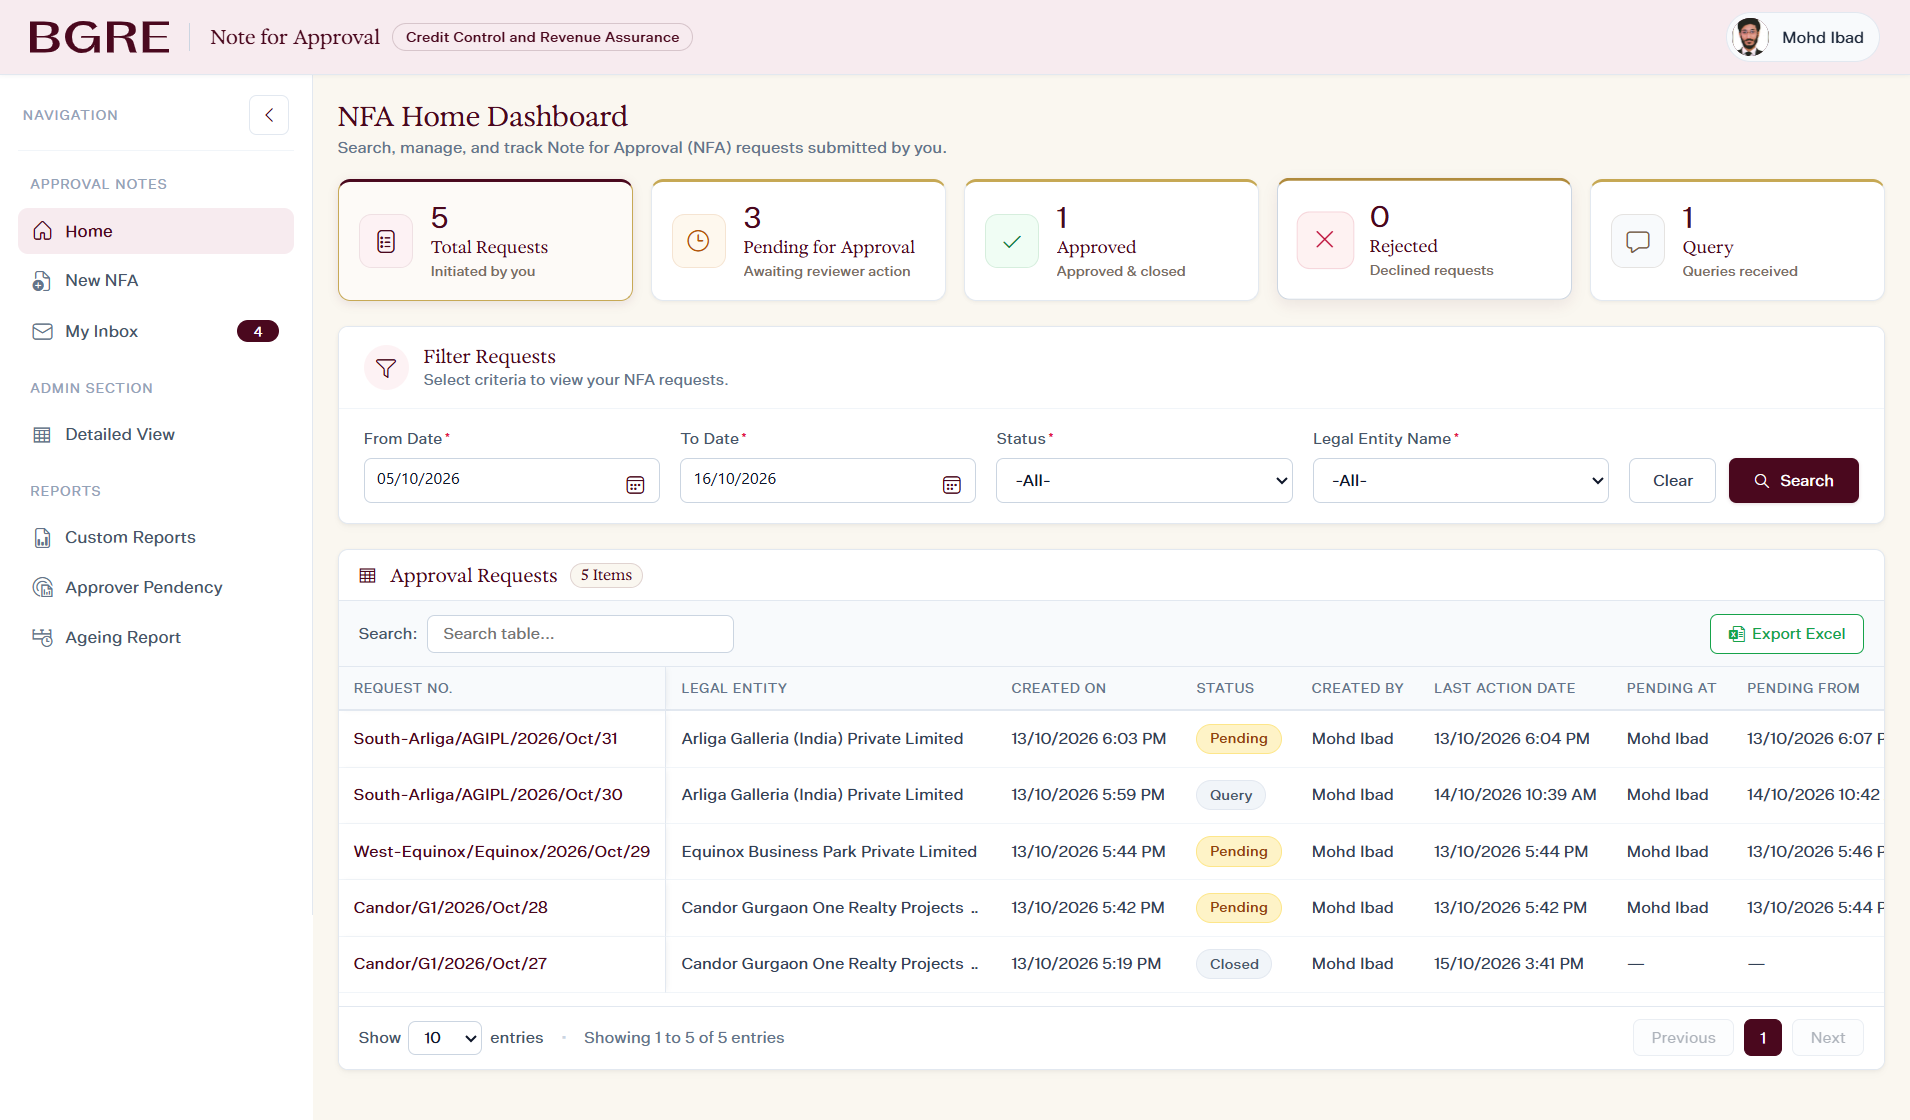 BGRE
Note for Approval
Credit Control and Revenue Assurance
Mohd Ibad
NAVIGATION
APPROVAL NOTES
Home
New NFA
My Inbox
4
ADMIN SECTION
Detailed View
REPORTS
Custom Reports
Approver Pendency
Ageing Report
NFA Home Dashboard
Search, manage, and track Note for Approval (NFA) requests submitted by you.
5
Total Requests
Initiated by you
3
Pending for Approval
Awaiting reviewer action
1
Approved
Approved & closed
0
Rejected
Declined requests
1
Query
Queries received
Filter Requests
Select criteria to view your NFA requests.
From Date*
05/10/2026
To Date*
16/10/2026
Status*
-All-
Legal Entity Name*
-All-
Clear
Search
Approval Requests
5 Items
Search:
Search table...
Export Excel
REQUEST NO. LEGAL ENTITY CREATED ON STATUS CREATED BY LAST ACTION DATE PENDING AT PENDING FROM
South-Arliga/AGIPL/2026/Oct/31 Arliga Galleria (India) Private Limited 13/10/2026 6:03 PM Pending Mohd Ibad 13/10/2026 6:04 PM Mohd Ibad 13/10/2026 6:07 P
South-Arliga/AGIPL/2026/Oct/30 Arliga Galleria (India) Private Limited 13/10/2026 5:59 PM Query Mohd Ibad 14/10/2026 10:39 AM Mohd Ibad 14/10/2026 10:42
West-Equinox/Equinox/2026/Oct/29 Equinox Business Park Private Limited 13/10/2026 5:44 PM Pending Mohd Ibad 13/10/2026 5:44 PM Mohd Ibad 13/10/2026 5:46 P
Candor/G1/2026/Oct/28 Candor Gurgaon One Realty Projects .. 13/10/2026 5:42 PM Pending Mohd Ibad 13/10/2026 5:42 PM Mohd Ibad 13/10/2026 5:44 P
Candor/G1/2026/Oct/27 Candor Gurgaon One Realty Projects .. 13/10/2026 5:19 PM Closed Mohd Ibad 15/10/2026 3:41 PM — —
Show 10 entries · Showing 1 to 5 of 5 entries
Previous 1 Next